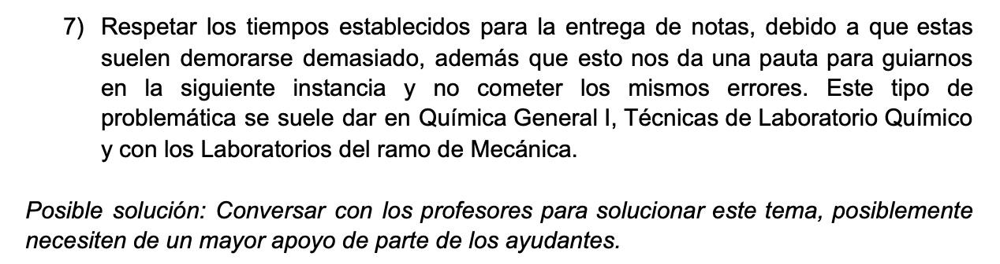 7) Respetar los tiempos establecidos para la entrega de notas, debido a que estas
suelen demorarse demasiado, además que esto nos da una pauta para guiarnos
en la siguiente instancia y no cometer los mismos errores. Este tipo de
problemática se suele dar en Química General I, Técnicas de Laboratorio Químico
y con los Laboratorios del ramo de Mecánica.
Posible solución: Conversar con los profesores para solucionar este tema, posiblemente
necesiten de un mayor apoyo de parte de los ayudantes.